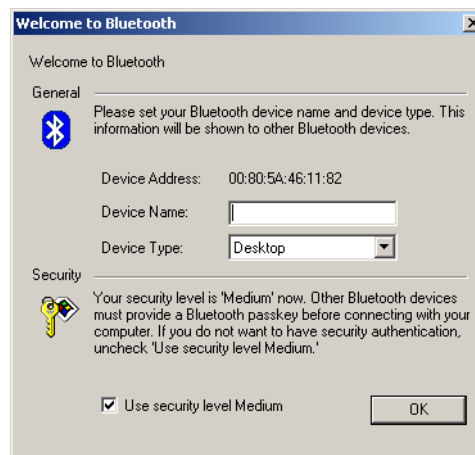 Welcome to Bluetooth
Welcome to Bluetooth
General
Please set your Bluetooth device name and device type. This
information will be shown to other Bluetooth devices.
Device Address: 00:80:5A:46:11:82
Device Name:
Device Type: Desktop
Security
Your security level is 'Medium' now. Other Bluetooth devices
must provide a Bluetooth passkey before connecting with your
computer. If you do not want to have security authentication,
uncheck 'Use security level Medium.'
Use security level Medium OK